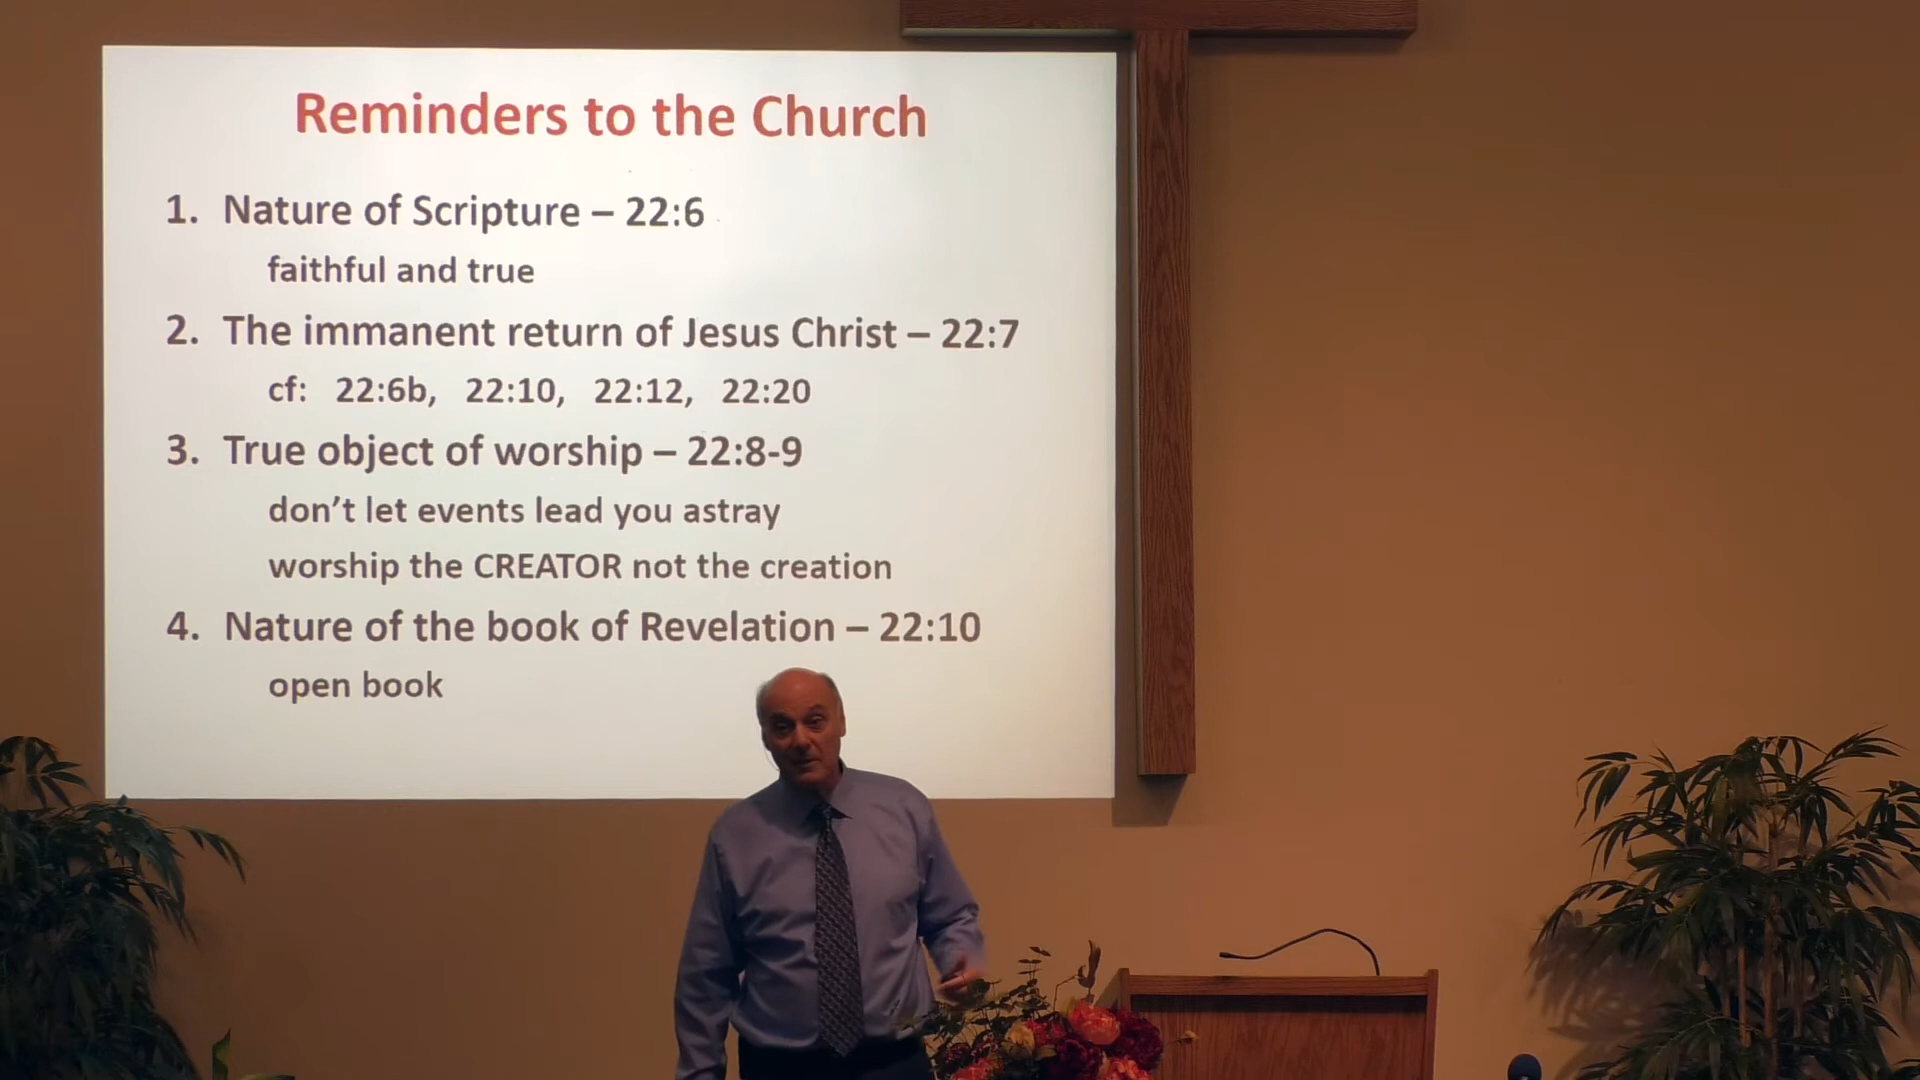 Reminders to the Church
1. Nature of Scripture – 22:6
faithful and true
2. The immanent return of Jesus Christ – 22:7
cf: 22:6b, 22:10, 22:12, 22:20
3. True object of worship – 22:8-9
don't let events lead you astray
worship the CREATOR not the creation
4. Nature of the book of Revelation – 22:10
open book